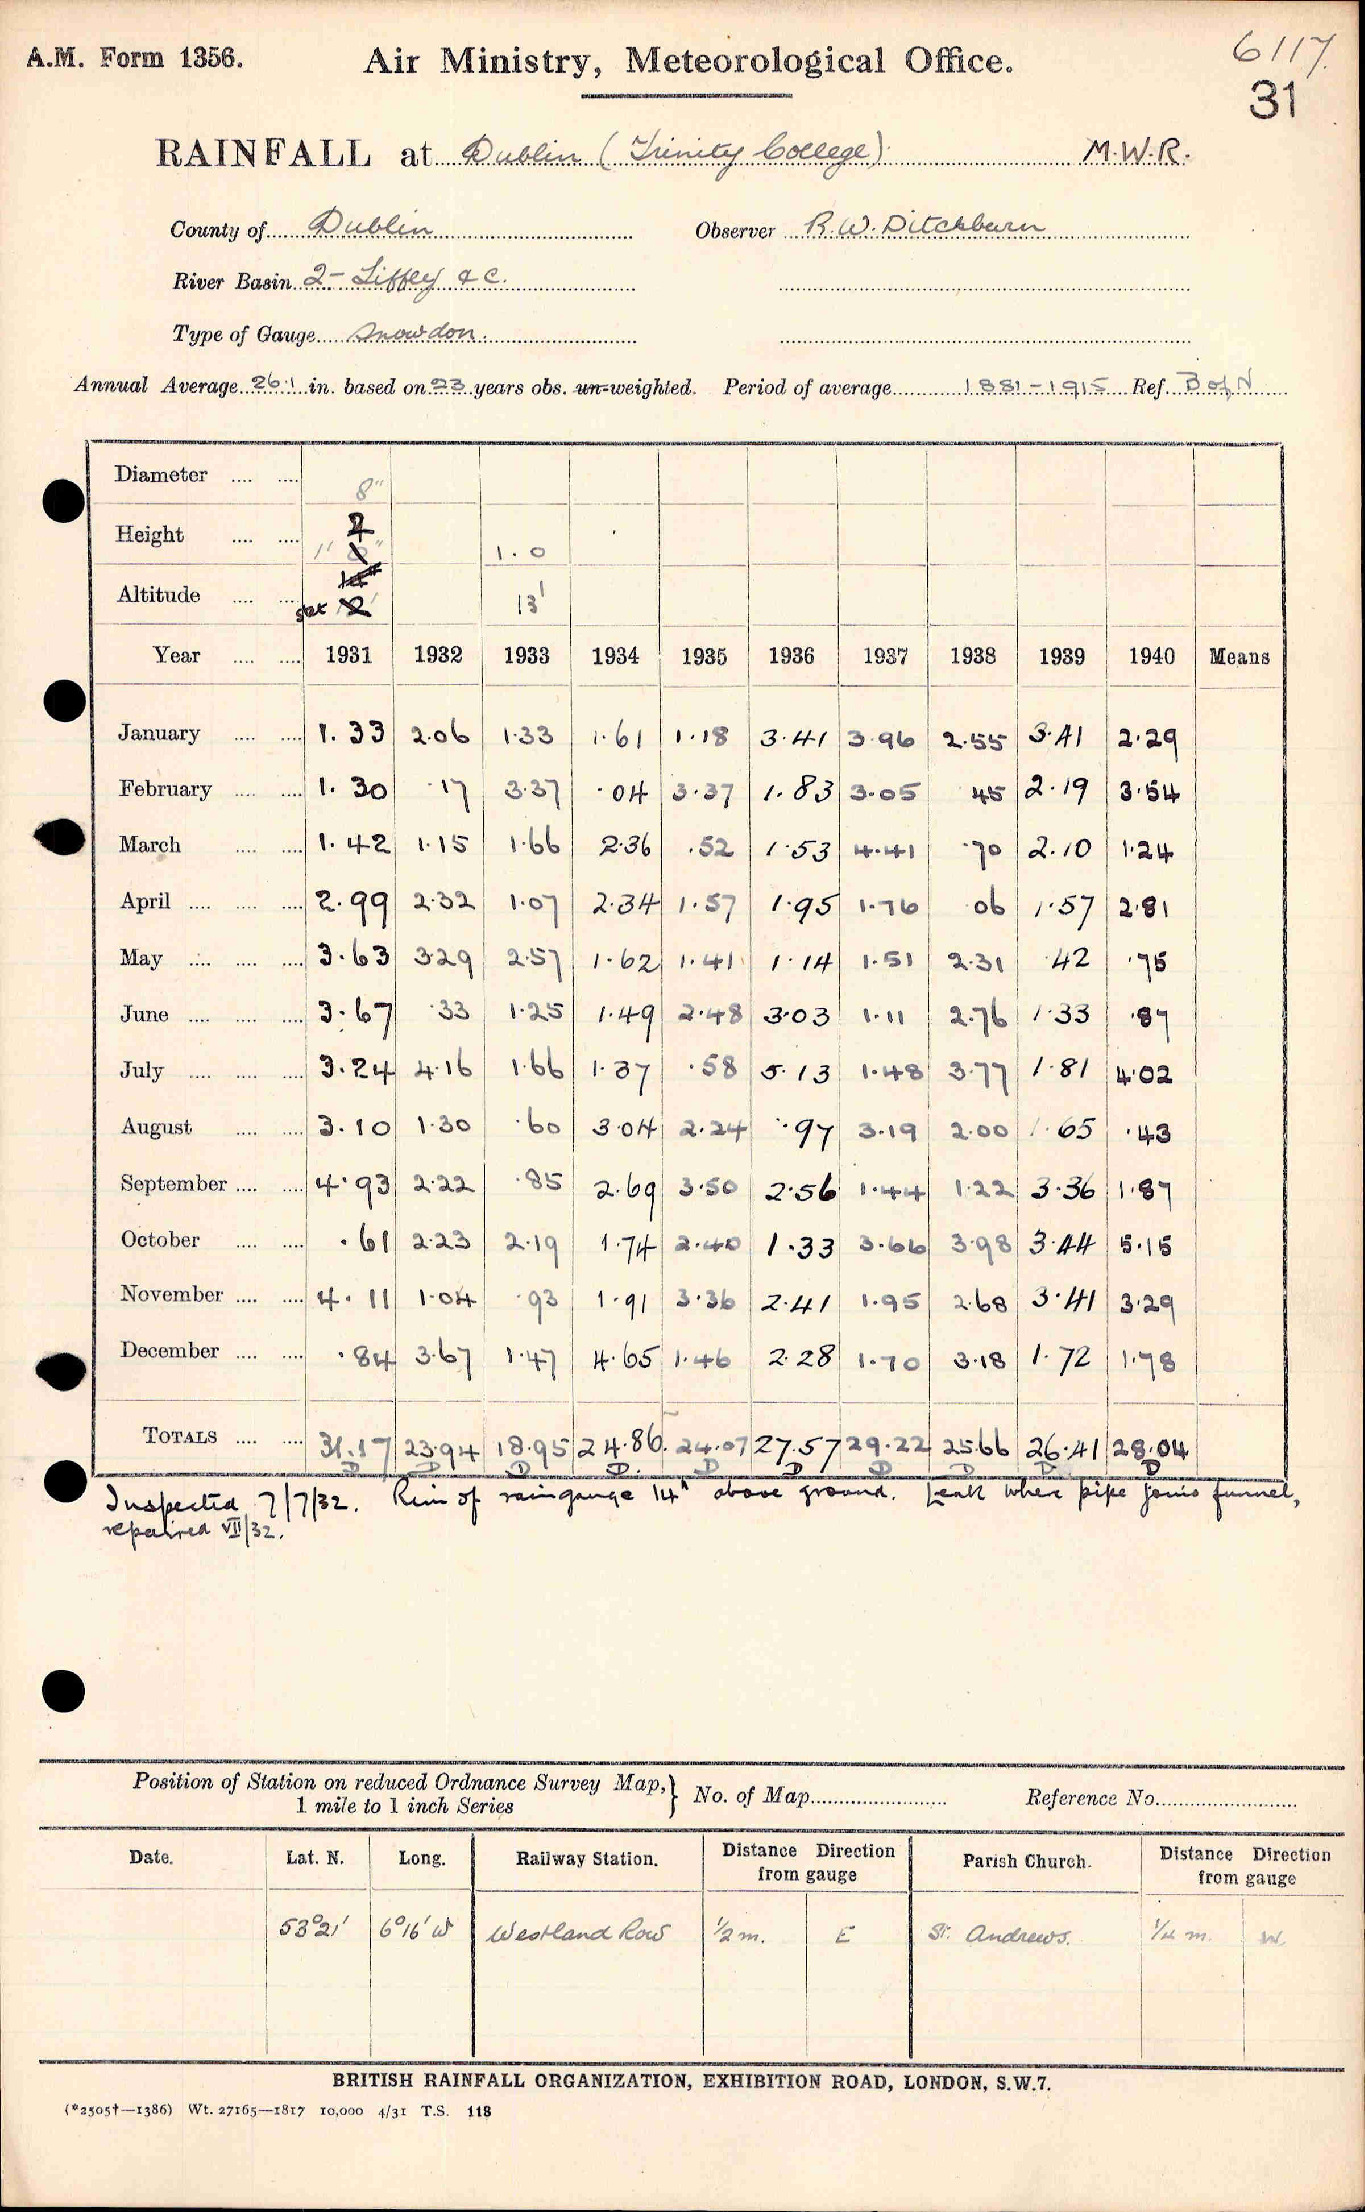 A.M. Form 1356.
Air Ministry, Meteorological Office.
6117.
31
RAINFALL at Dublin (Trinity College) M.W.R.
County of Dublin Observer R.W. Ditchburn
River Basin 2 - Liffey &c.
Type of Gauge Snowdon.
Annual Average 26.1 in. based on 23 years obs. un-weighted. Period of average 1881-1915 Ref. B of N
Diameter 8"
Height 1.0
Altitude 13'
Year 1931 1932 1933 1934 1935 1936 1937 1938 1939 1940 Means
January 1.33 2.06 1.33 1.61 1.18 3.41 3.96 2.55 3.41 2.29
February 1.30 .17 3.37 .04 3.37 1.83 3.05 45 2.19 3.54
March 1.42 1.15 1.66 2.36 .52 1.53 4.41 .70 2.10 1.24
April 2.99 2.32 1.07 2.34 1.57 1.95 1.76 06 1.57 2.81
May 3.63 3.29 2.57 1.62 1.41 1.14 1.51 2.31 42 .75
June 3.67 .33 1.25 1.49 2.48 3.03 1.11 2.76 1.33 .87
July 3.24 4.16 1.66 1.37 .58 5.13 1.48 3.77 1.81 4.02
August 3.10 1.30 .60 3.04 2.24 .97 3.19 2.00 1.65 .43
September 4.93 2.22 .85 2.69 3.50 2.56 1.44 1.22 3.36 1.87
October .61 2.23 2.19 1.74 2.40 1.33 3.66 3.98 3.44 5.15
November 4.11 1.04 .93 1.91 3.36 2.41 1.95 2.68 3.41 3.29
December .84 3.67 1.47 4.65 1.46 2.28 1.70 3.18 1.72 1.78
TOTALS 31.17 23.94 18.95 24.86 24.07 27.57 29.22 25.66 26.41 28.04
D D D D. D D D D D D
Inspected 7/7/32. Rim of raingauge 14" above ground. Leak where pipe joins funnel,
repaired VII/32.
Position of Station on reduced Ordnance Survey Map,} No. of Map Reference No.
1 mile to 1 inch Series
Date. Lat. N. Long. Railway Station. Distance Direction from gauge Parish Church. Distance Direction from gauge
53°21' 6°16' W Westland Row 1/2 m. E St. Andrews. 1/4 m. W.
BRITISH RAINFALL ORGANIZATION, EXHIBITION ROAD, LONDON, S.W.7.
(*2505†—1386) Wt. 27165—1817 10,000 4/31 T.S. 118